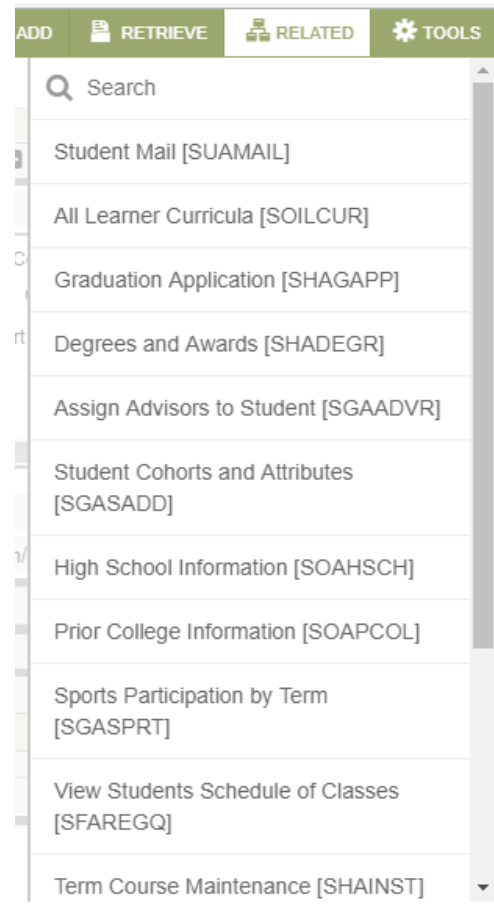 ADD RETRIEVE RELATED TOOLS
Search
Student Mail [SUAMAIL]
All Learner Curricula [SOILCUR]
Graduation Application [SHAGAPP]
Degrees and Awards [SHADEGR]
Assign Advisors to Student [SGAADVR]
Student Cohorts and Attributes
[SGASADD]
High School Information [SOAHSCH]
Prior College Information [SOAPCOL]
Sports Participation by Term
[SGASPRT]
View Students Schedule of Classes
[SFAREGQ]
Term Course Maintenance [SHAINST]